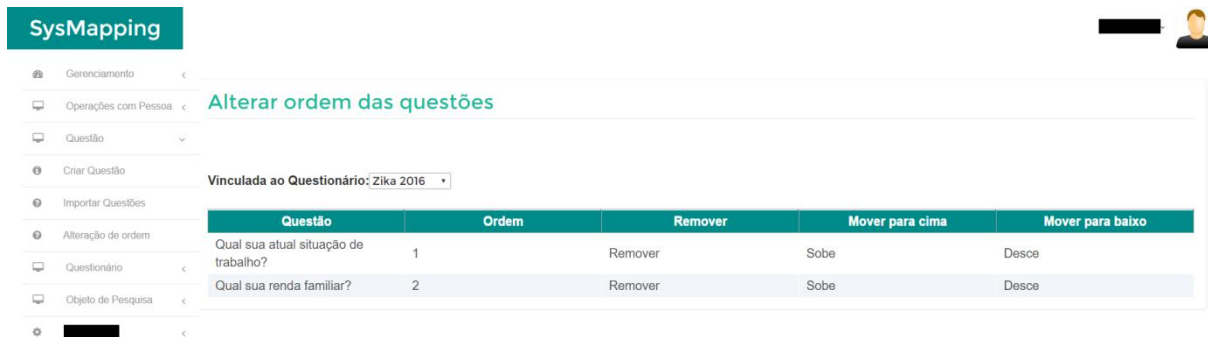 SysMapping
Gerenciamento
Operações com Pessoa
Questão
Criar Questão
Importar Questões
Alteração de ordem
Questionário
Objeto de Pesquisa
Alterar ordem das questões
Vinculada ao Questionário: Zika 2016
Questão Ordem Remover Mover para cima Mover para baixo
Qual sua atual situação de
trabalho? 1 Remover Sobe Desce
Qual sua renda familiar? 2 Remover Sobe Desce